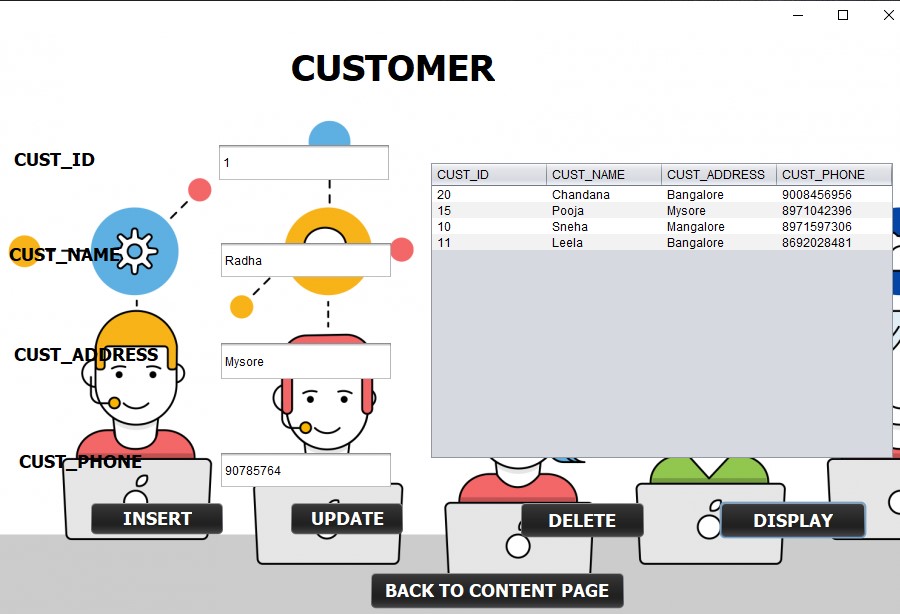 CUSTOMER
CUST_ID
1
CUST_NAME
Radha
CUST_ADDRESS
Mysore
CUST_PHONE
90785764
CUST_ID CUST_NAME CUST_ADDRESS CUST_PHONE
20 Chandana Bangalore 9008456956
15 Pooja Mysore 8971042396
10 Sneha Mangalore 8971597306
11 Leela Bangalore 8692028481
INSERT UPDATE DELETE DISPLAY
BACK TO CONTENT PAGE